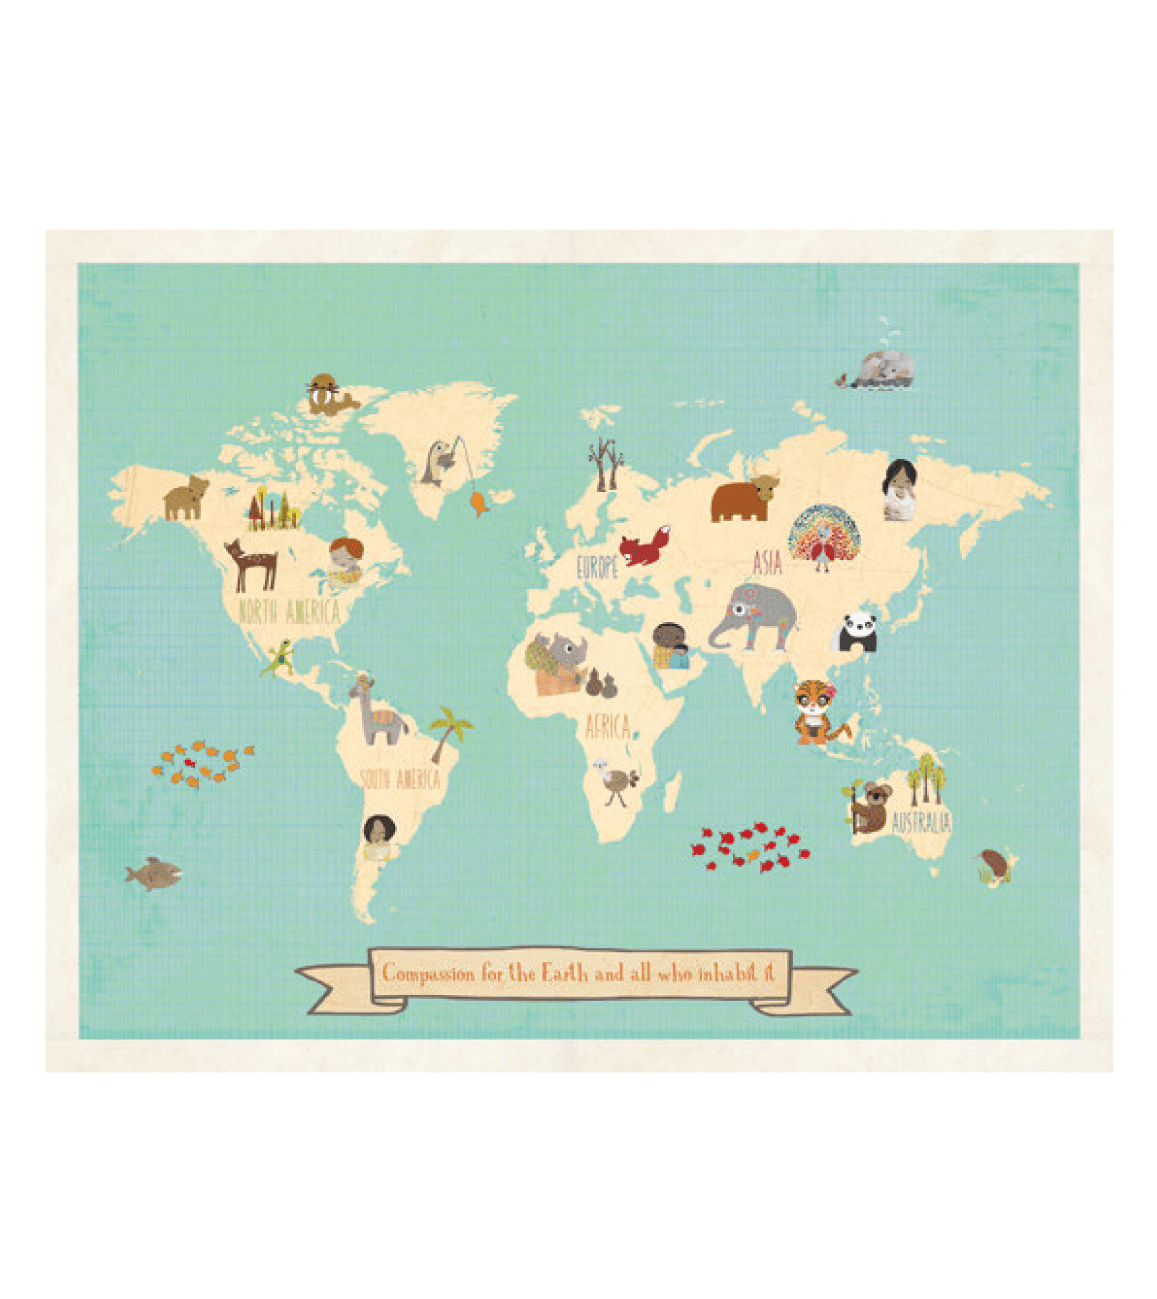 EUROPE
ASIA
NORTH AMERICA
AFRICA
SOUTH AMERICA
AUSTRALIA
Compassion for the Earth and all who inhabit it